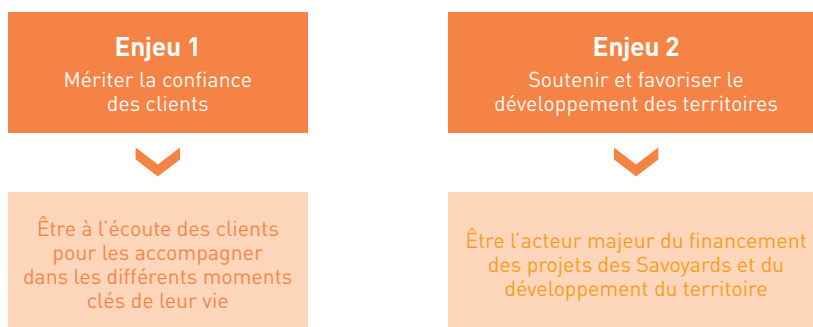 Enjeu 1
Mériter la confiance
des clients
Être à l'écoute des clients
pour les accompagner
dans les différents moments
clés de leur vie
Enjeu 2
Soutenir et favoriser le
développement des territoires
Être l'acteur majeur du financement
des projets des Savoyards et du
développement du territoire